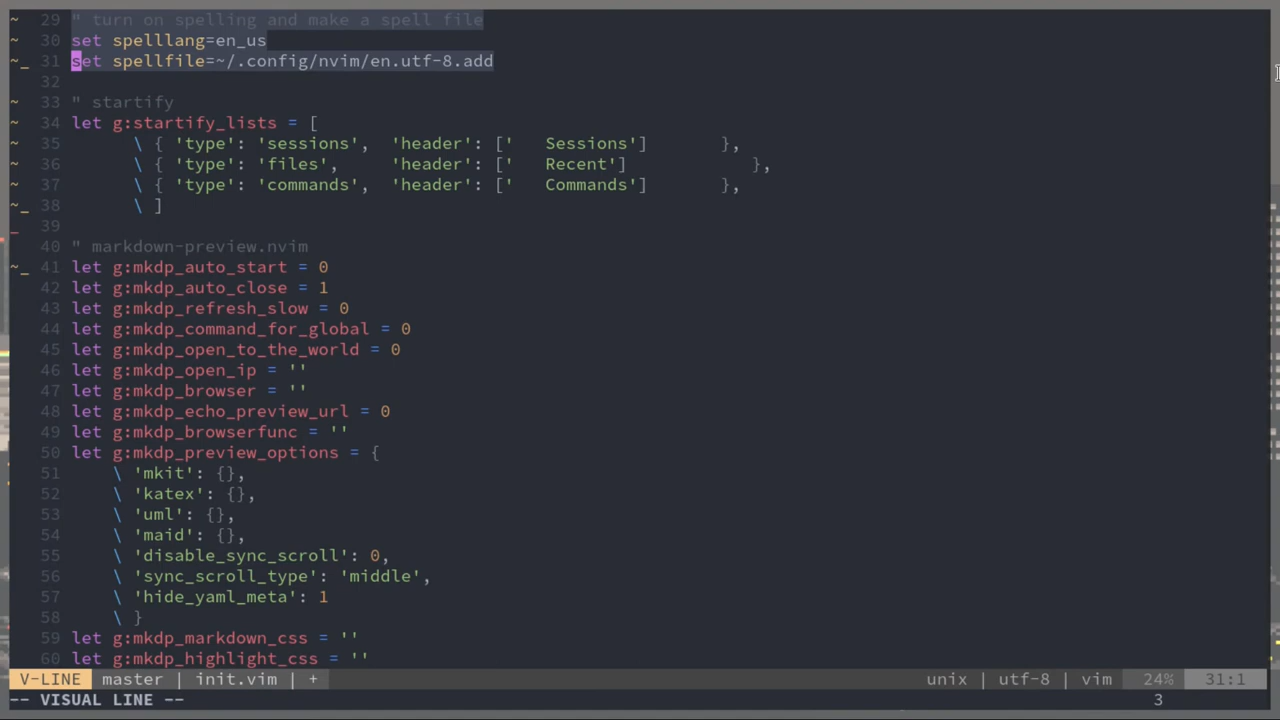 ~ 29 " turn on spelling and make a spell file
~ 30 set spelllang=en_us
~_ 31 set spellfile=~/.config/nvim/en.utf-8.add
32
~ 33 " startify
~ 34 let g:startify_lists = [
~ 35       \ { 'type': 'sessions',  'header': ['   Sessions']       },
~ 36       \ { 'type': 'files',     'header': ['   Recent']            },
~ 37       \ { 'type': 'commands',  'header': ['   Commands']       },
~_ 38       \ ]
_ 39
40 " markdown-preview.nvim
~_ 41 let g:mkdp_auto_start = 0
42 let g:mkdp_auto_close = 1
43 let g:mkdp_refresh_slow = 0
44 let g:mkdp_command_for_global = 0
45 let g:mkdp_open_to_the_world = 0
46 let g:mkdp_open_ip = ''
47 let g:mkdp_browser = ''
48 let g:mkdp_echo_preview_url = 0
49 let g:mkdp_browserfunc = ''
50 let g:mkdp_preview_options = {
51     \ 'mkit': {},
52     \ 'katex': {},
53     \ 'uml': {},
54     \ 'maid': {},
55     \ 'disable_sync_scroll': 0,
56     \ 'sync_scroll_type': 'middle',
57     \ 'hide_yaml_meta': 1
58     \ }
59 let g:mkdp_markdown_css = ''
60 let g:mkdp_highlight_css = ''
V-LINE master | init.vim | + unix | utf-8 | vim 24% 31:1
-- VISUAL LINE -- 3